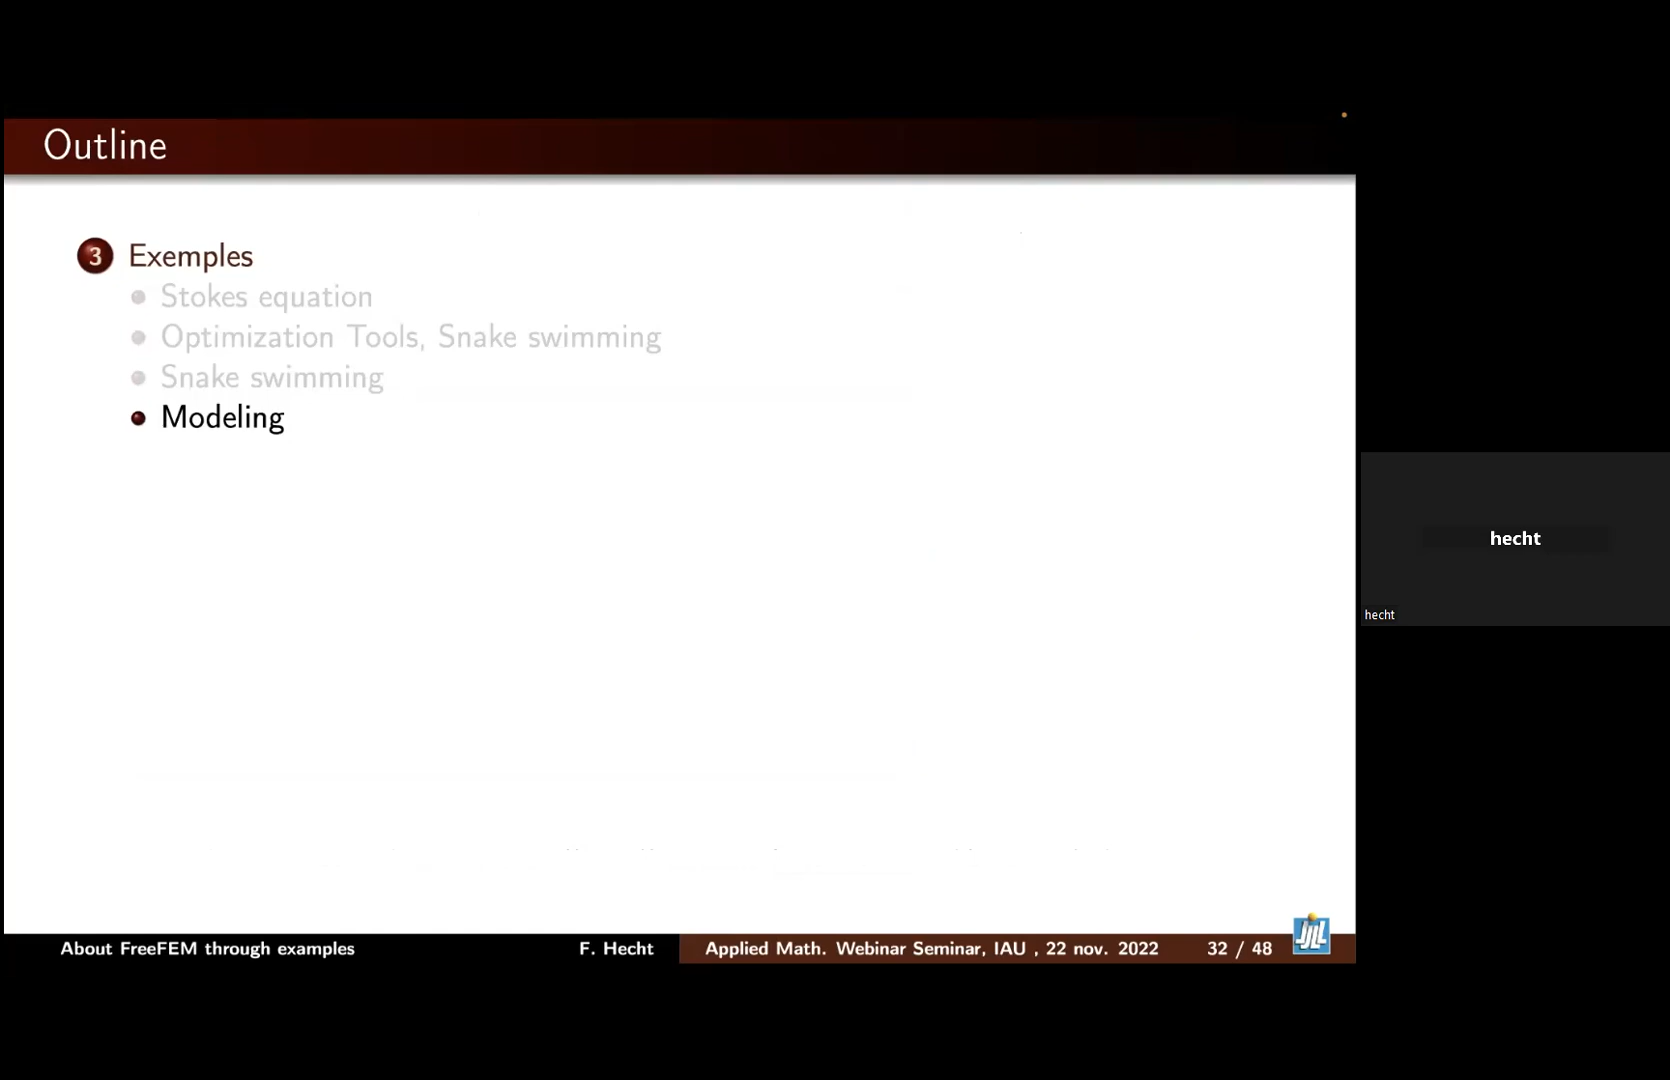 Outline
3 Exemples
Stokes equation
Optimization Tools, Snake swimming
Snake swimming
Modeling
hecht
hecht
About FreeFEM through examples F. Hecht Applied Math. Webinar Seminar, IAU , 22 nov. 2022 32 / 48